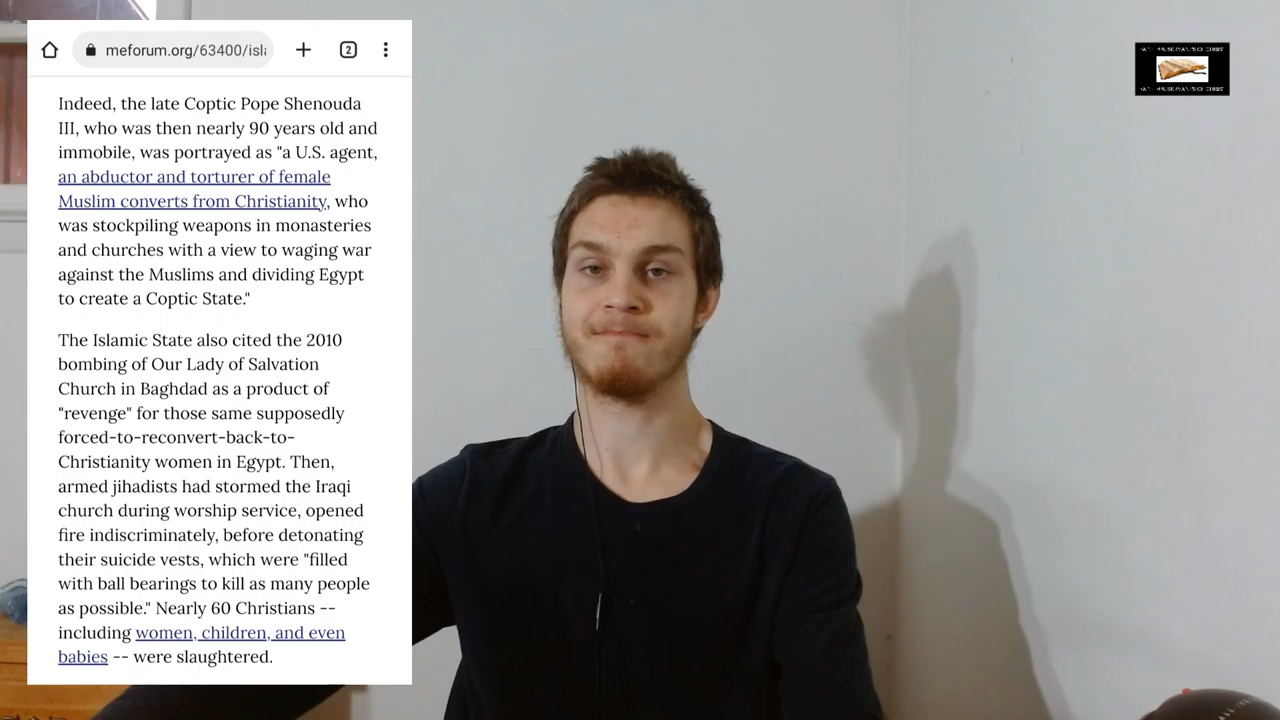 meforum.org/63400/isla
2
Indeed, the late Coptic Pope Shenouda
III, who was then nearly 90 years old and
immobile, was portrayed as "a U.S. agent,
an abductor and torturer of female
Muslim converts from Christianity, who
was stockpiling weapons in monasteries
and churches with a view to waging war
against the Muslims and dividing Egypt
to create a Coptic State."
The Islamic State also cited the 2010
bombing of Our Lady of Salvation
Church in Baghdad as a product of
"revenge" for those same supposedly
forced-to-reconvert-back-to-
Christianity women in Egypt. Then,
armed jihadists had stormed the Iraqi
church during worship service, opened
fire indiscriminately, before detonating
their suicide vests, which were "filled
with ball bearings to kill as many people
as possible." Nearly 60 Christians --
including women, children, and even
babies -- were slaughtered.